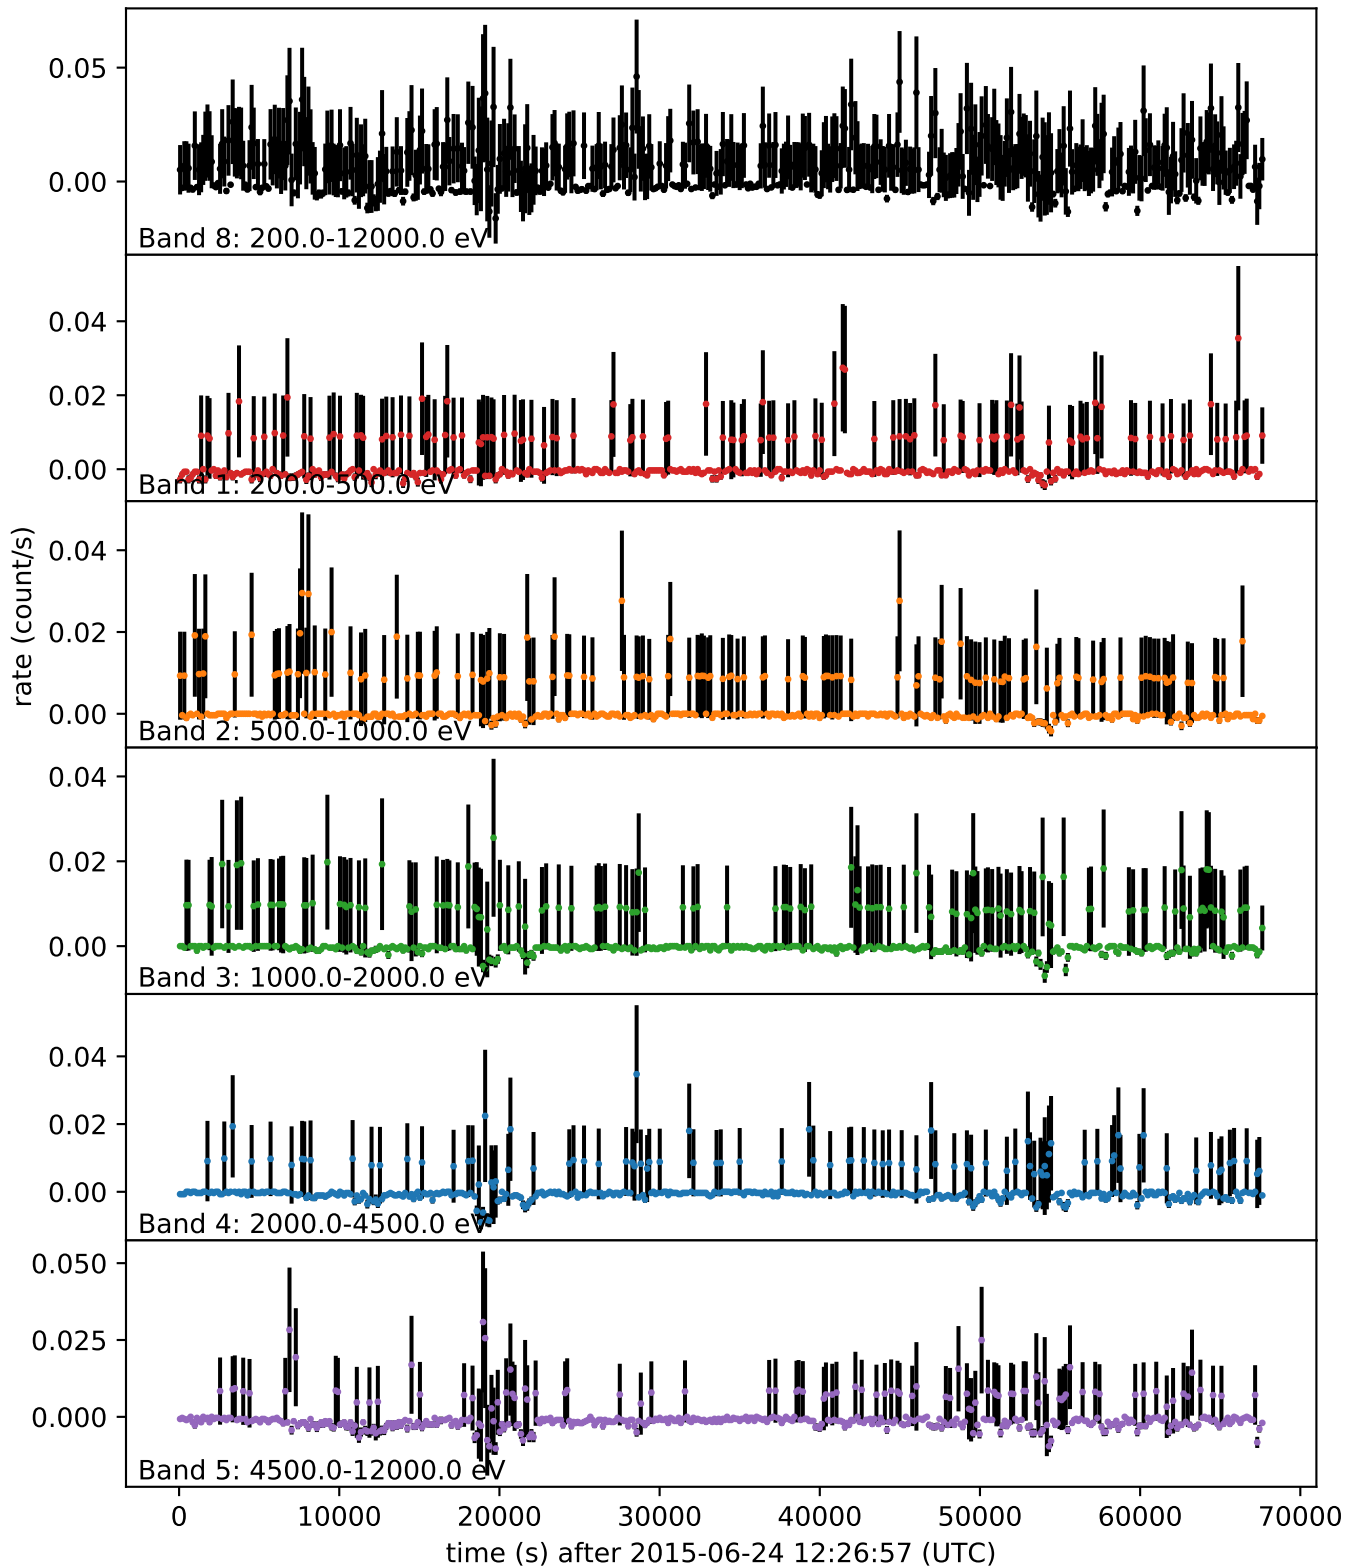 0.05
0.00
Band 8: 200.0-12000.0 eV
0.04
0.02
0.00
Band 1: 200.0-500.0 eV
0.04
0.02
0.00
Band 2: 500.0-1000.0 eV
rate (count/s)
0.04
0.02
0.00
Band 3: 1000.0-2000.0 eV
0.04
0.02
0.00
Band 4: 2000.0-4500.0 eV
0.050
0.025
0.000
Band 5: 4500.0-12000.0 eV
0 10000 20000 30000 40000 50000 60000 70000
time (s) after 2015-06-24 12:26:57 (UTC)